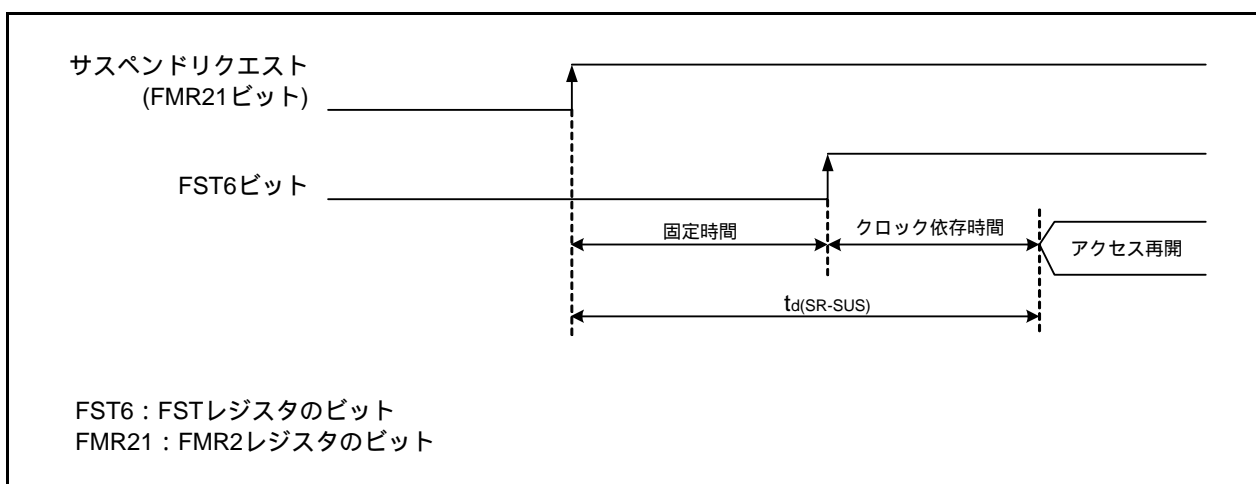 サスペンドリクエスト
(FMR21ビット)
FST6ビット
固定時間
クロック依存時間
アクセス再開
td(SR-SUS)
FST6：FSTレジスタのビット
FMR21：FMR2レジスタのビット